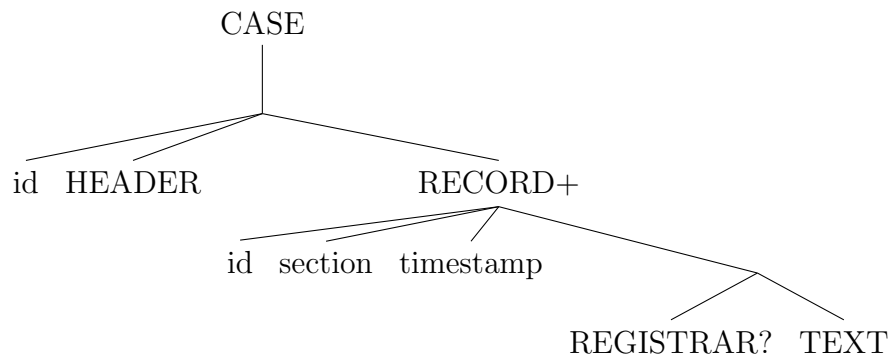 CASE
id HEADER RECORD+
id section timestamp
REGISTRAR? TEXT